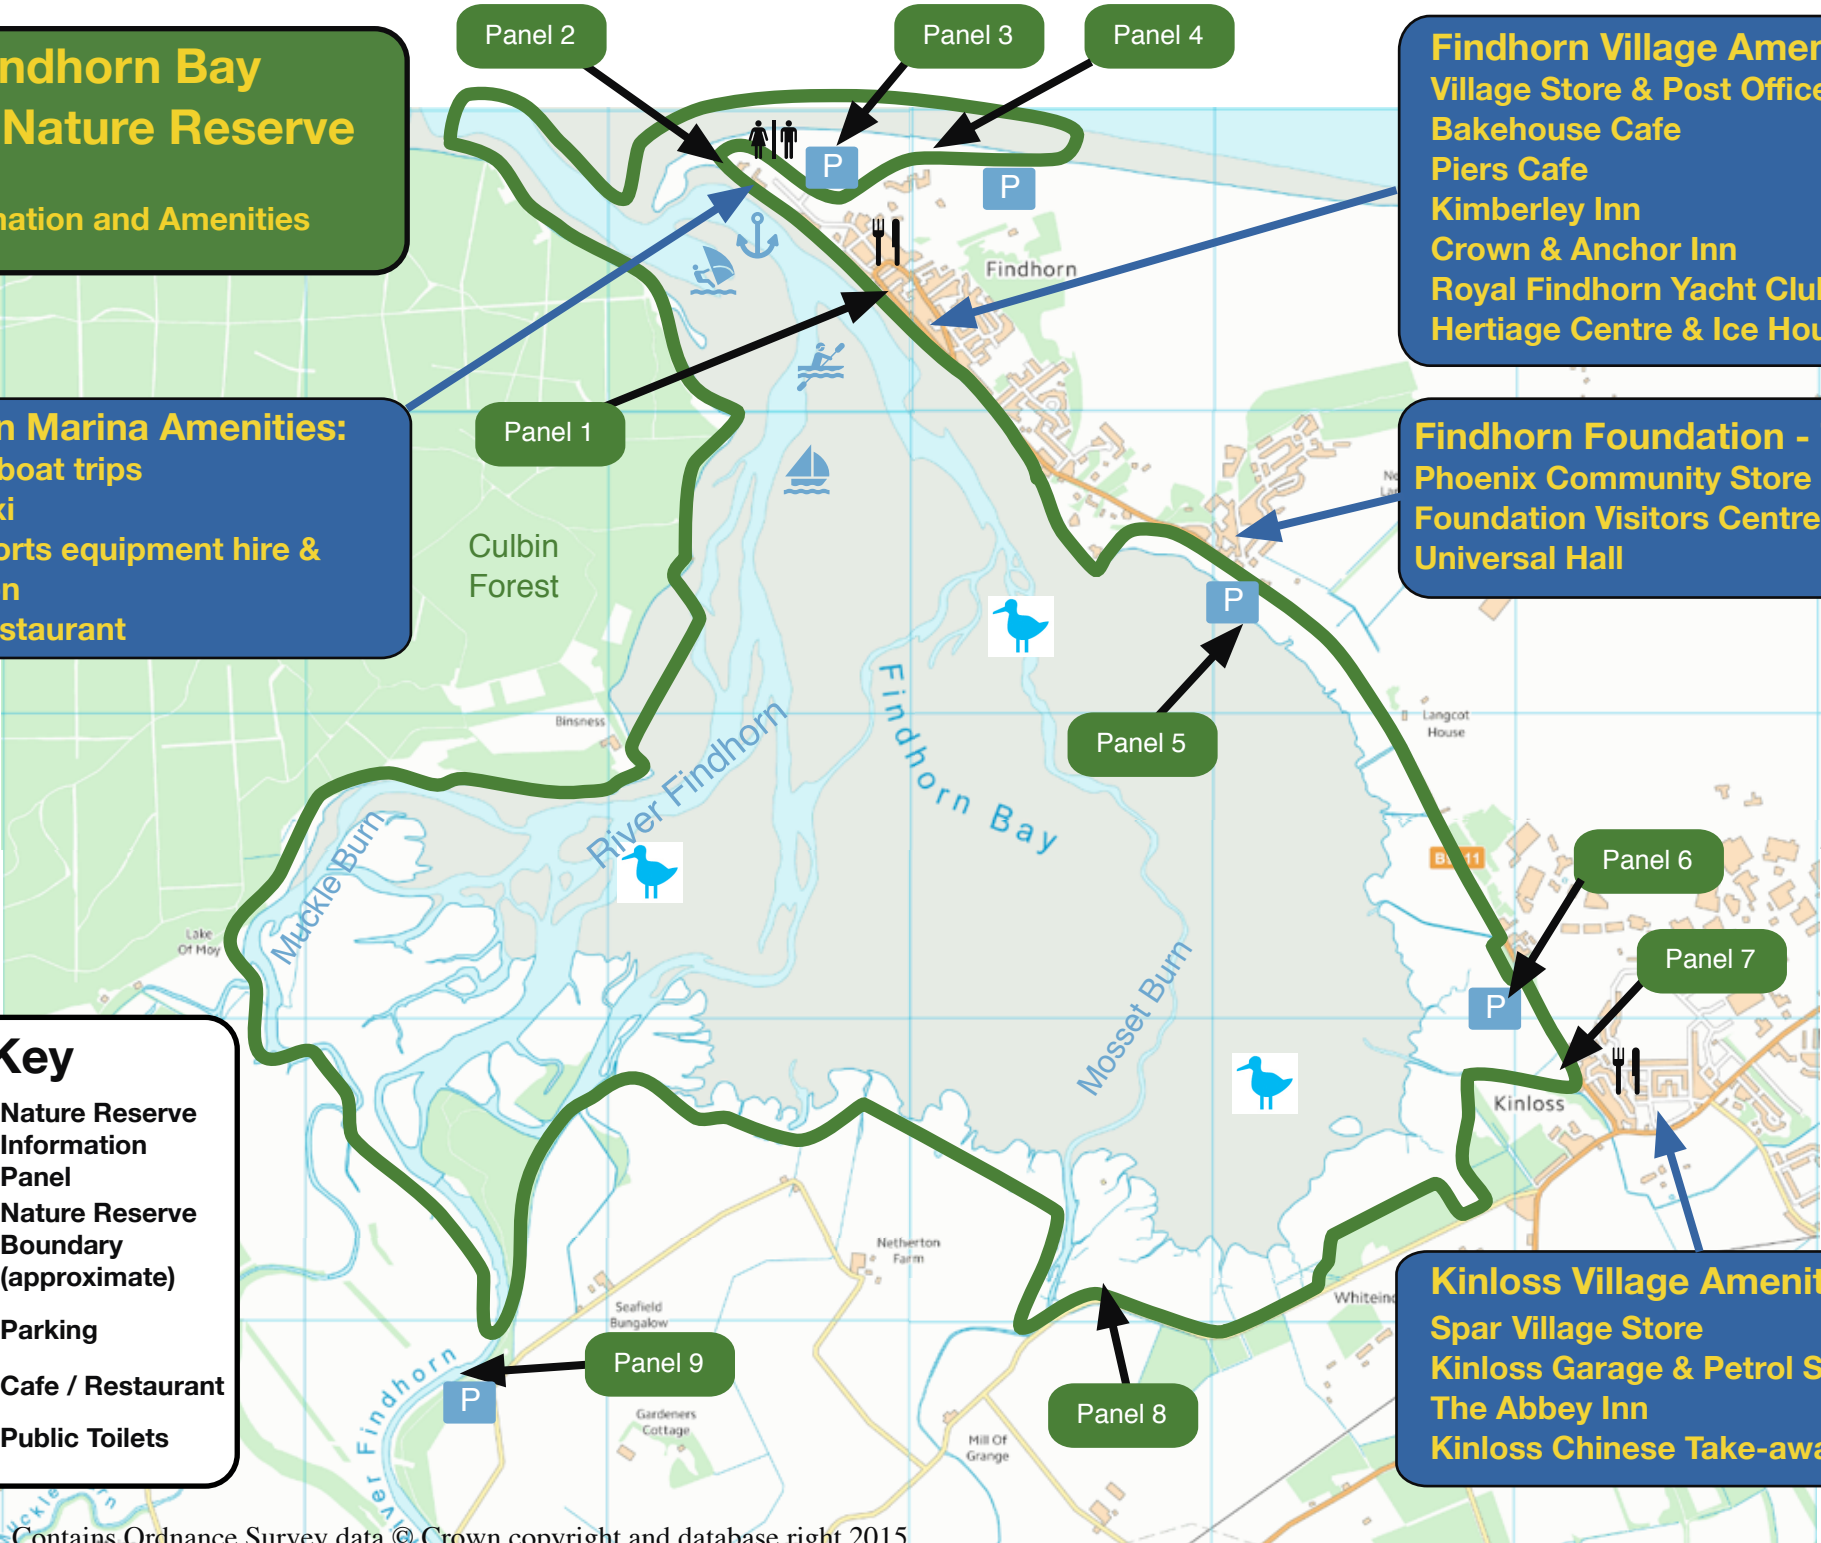 Panel 2
Panel 3
Panel 4
ndhorn Bay
Nature Reserve
nation and Amenities
Findhorn Village Amen
Village Store & Post Office
Bakehouse Cafe
Piers Cafe
Kimberley Inn
Crown & Anchor Inn
Royal Findhorn Yacht Clu
Hertiage Centre & Ice Hou
P
P
Findhorn
Panel 1
n Marina Amenities:
boat trips
xi
orts equipment hire &
n
staurant
Culbin
Forest
Findhorn Foundation -
Phoenix Community Store
Foundation Visitors Centre
Universal Hall
P
Panel 5
Binsness
River Findhorn
Findhorn Bay
Langcot
House
Muckle Burn
Lake
Of Moy
Mosset Burn
Panel 6
Panel 7
P
Kinloss
Key
Nature Reserve
Information
Panel
Nature Reserve
Boundary
(approximate)
Parking
Cafe / Restaurant
Public Toilets
Netherton
Farm
Seafield
Bungalow
Whitein
Panel 9
P
Panel 8
Gardeners
Cottage
Mill Of
Grange
River Findhorn
Kinloss Village Amenit
Spar Village Store
Kinloss Garage & Petrol S
The Abbey Inn
Kinloss Chinese Take-awa
Contains Ordnance Survey data © Crown copyright and database right 2015